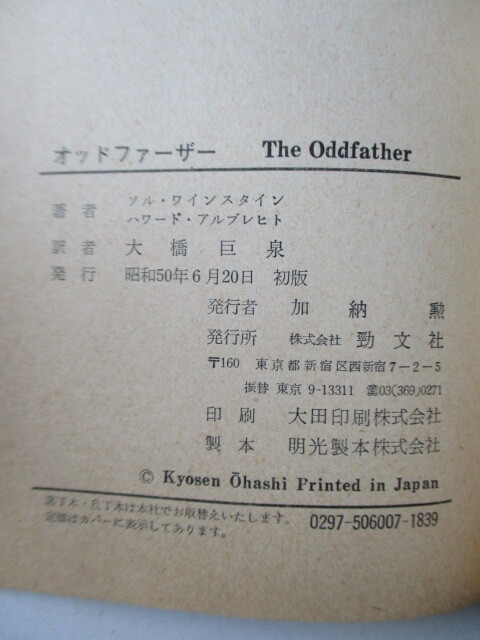 オッドファーザー The Oddfather
著者 ソル・ワインスタイン
ハワード・アルブレヒト
訳者 大橋巨泉
発行 昭和50年6月20日 初版
発行者 加納勲
発行所 株式会社 勁文社
〒160 東京都新宿区西新宿7-2-5
振替 東京 9-13311 ☎03(369)0271
印刷 大田印刷株式会社
製本 明光製本株式会社
© Kyosen Ōhashi Printed in Japan
落丁本・乱丁本は本社でお取替えいたします。
定価はカバーに表示してあります。
0297-506007-1839